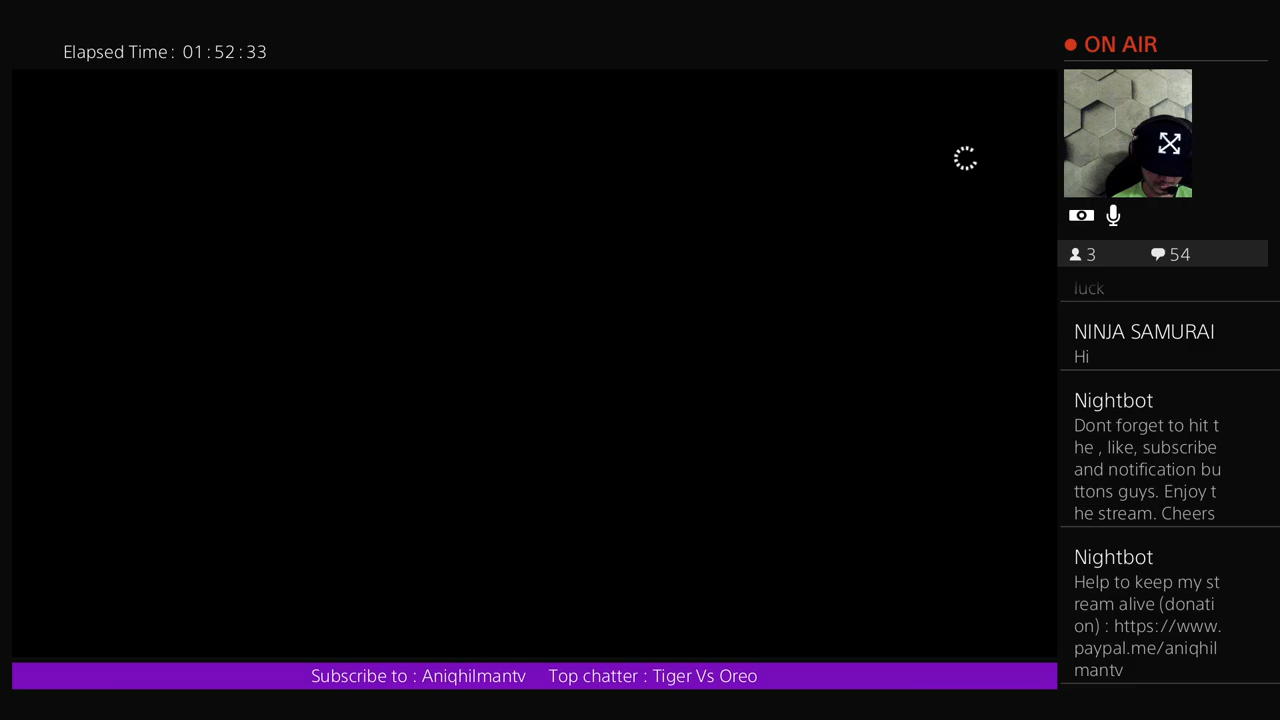 Elapsed Time : 01 : 52 : 33
ON AIR
3 54
luck
NINJA SAMURAI
Hi
Nightbot
Dont forget to hit t
he , like, subscribe
and notification bu
ttons guys. Enjoy t
he stream. Cheers
Nightbot
Help to keep my st
ream alive (donati
on) : https://www.
paypal.me/aniqhil
mantv
Subscribe to : Aniqhilmantv Top chatter : Tiger Vs Oreo